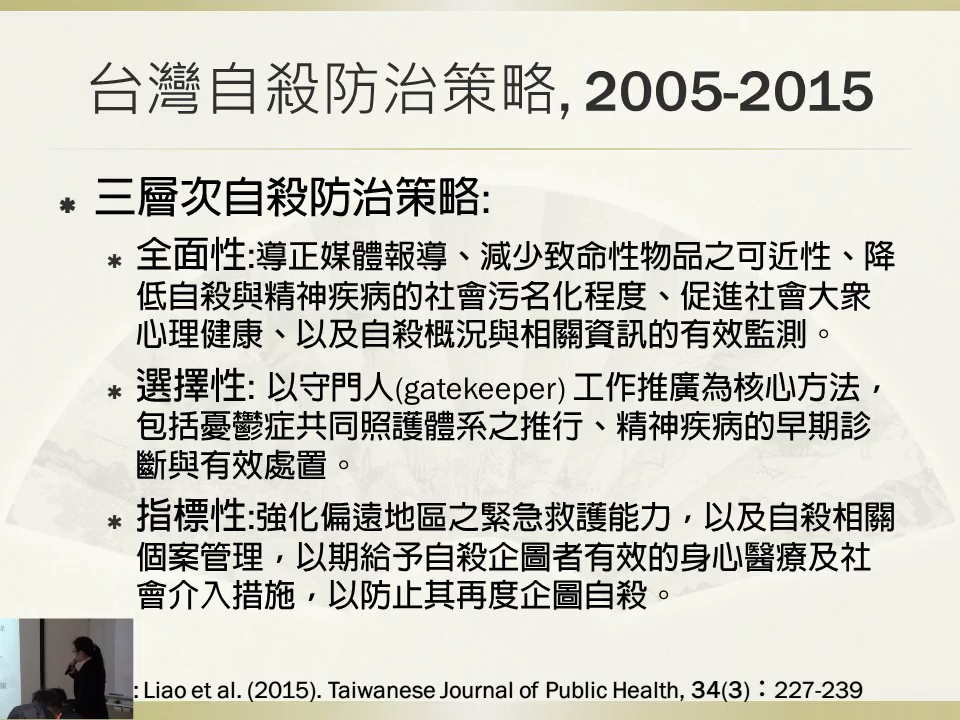 台灣自殺防治策略, 2005-2015
三層次自殺防治策略:
全面性:導正媒體報導、減少致命性物品之可近性、降
低自殺與精神疾病的社會污名化程度、促進社會大眾
心理健康、以及自殺概況與相關資訊的有效監測。
選擇性: 以守門人(gatekeeper) 工作推廣為核心方法，
包括憂鬱症共同照護體系之推行、精神疾病的早期診
斷與有效處置。
指標性:強化偏遠地區之緊急救護能力，以及自殺相關
個案管理，以期給予自殺企圖者有效的身心醫療及社
會介入措施，以防止其再度企圖自殺。
: Liao et al. (2015). Taiwanese Journal of Public Health, 34(3)：227-239